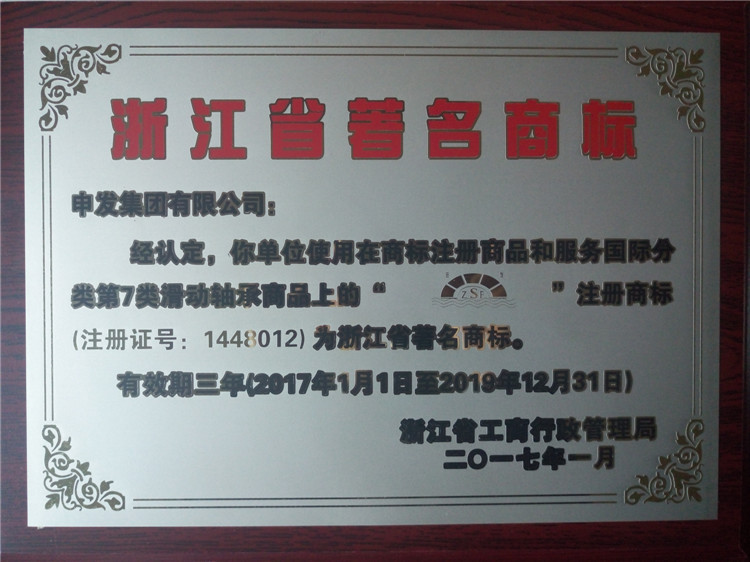 浙江省著名商标
申发集团有限公司：
经认定，你单位使用在商标注册商品和服务国际分
类第7类滑动轴承商品上的“ZSF”注册商标
(注册证号：1448012)为浙江省著名商标。
有效期三年(2017年1月1日至2019年12月31日)
浙江省工商行政管理局
二〇一七年一月